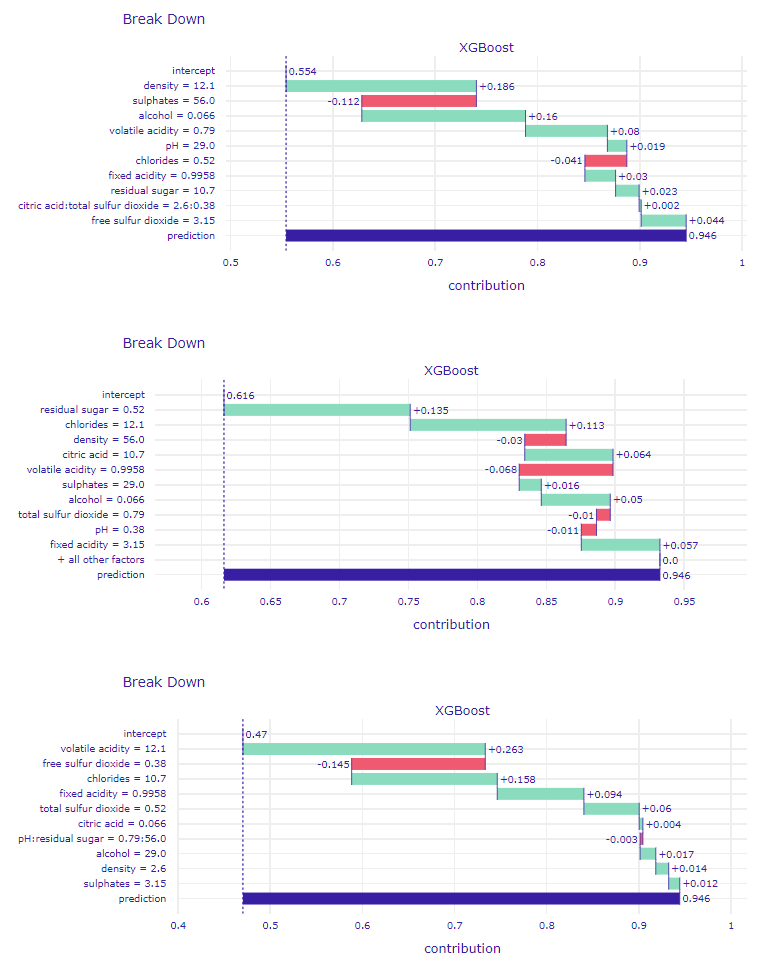 Break Down
XGBoost
intercept 0.554
density = 12.1 +0.186
sulphates = 56.0 -0.112
alcohol = 0.066 +0.16
volatile acidity = 0.79 +0.08
pH = 29.0 +0.019
chlorides = 0.52 -0.041
fixed acidity = 0.9958 +0.03
residual sugar = 10.7 +0.023
citric acid:total sulfur dioxide = 2.6:0.38 +0.002
free sulfur dioxide = 3.15 +0.044
prediction 0.946
0.5 0.6 0.7 0.8 0.9 1
contribution
Break Down
XGBoost
intercept 0.616
residual sugar = 0.52 +0.135
chlorides = 12.1 +0.113
density = 56.0 -0.03
citric acid = 10.7 +0.064
volatile acidity = 0.9958 -0.068
sulphates = 29.0 +0.016
alcohol = 0.066 +0.05
total sulfur dioxide = 0.79 -0.01
pH = 0.38 -0.011
fixed acidity = 3.15 +0.057
+ all other factors 0.0
prediction 0.946
0.6 0.65 0.7 0.75 0.8 0.85 0.9 0.95
contribution
Break Down
XGBoost
intercept 0.47
volatile acidity = 12.1 +0.263
free sulfur dioxide = 0.38 -0.145
chlorides = 10.7 +0.158
fixed acidity = 0.9958 +0.094
total sulfur dioxide = 0.52 +0.06
citric acid = 0.066 +0.004
pH:residual sugar = 0.79:56.0 -0.003
alcohol = 29.0 +0.017
density = 2.6 +0.014
sulphates = 3.15 +0.012
prediction 0.946
0.4 0.5 0.6 0.7 0.8 0.9 1
contribution